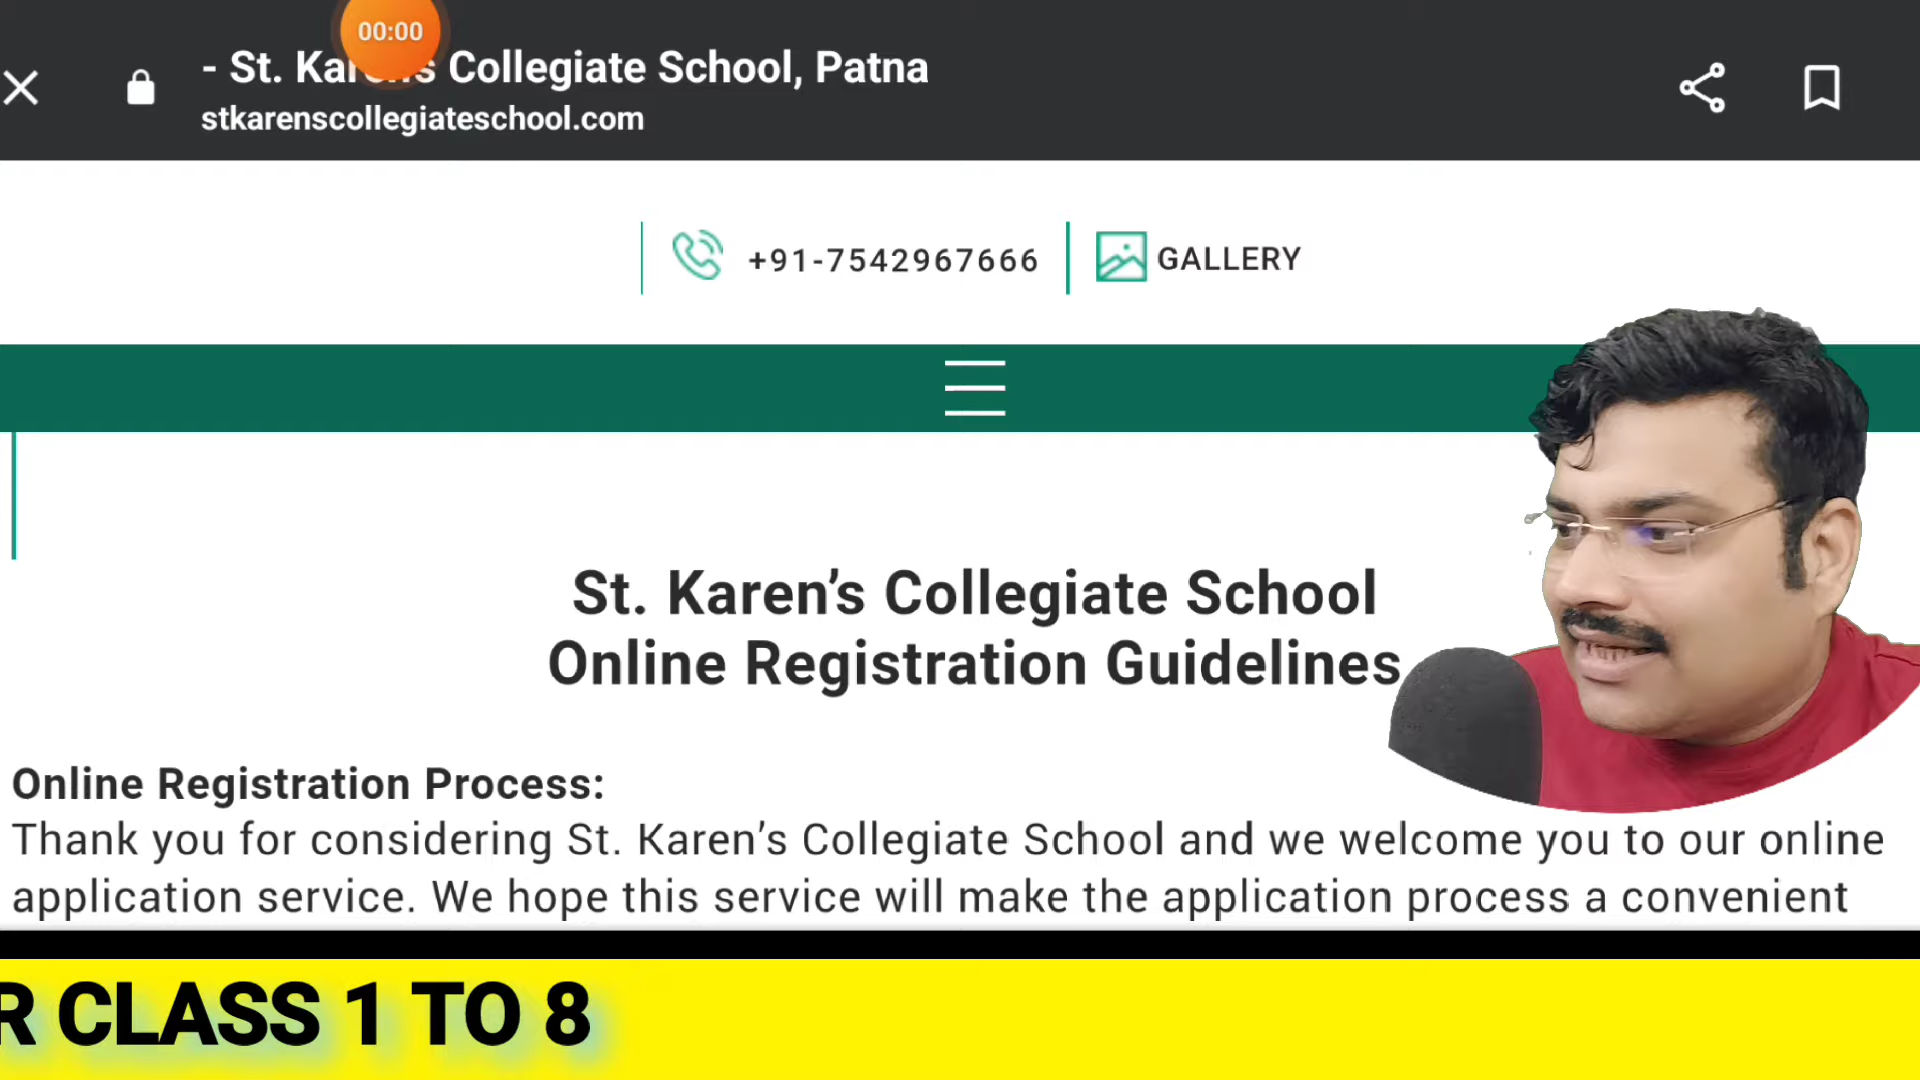 00:00
- St. Karen's Collegiate School, Patna
stkarenscollegiateschool.com
+91-7542967666
GALLERY
St. Karen’s Collegiate School
Online Registration Guidelines
Online Registration Process:
Thank you for considering St. Karen’s Collegiate School and we welcome you to our online
application service. We hope this service will make the application process a convenient
R CLASS 1 TO 8